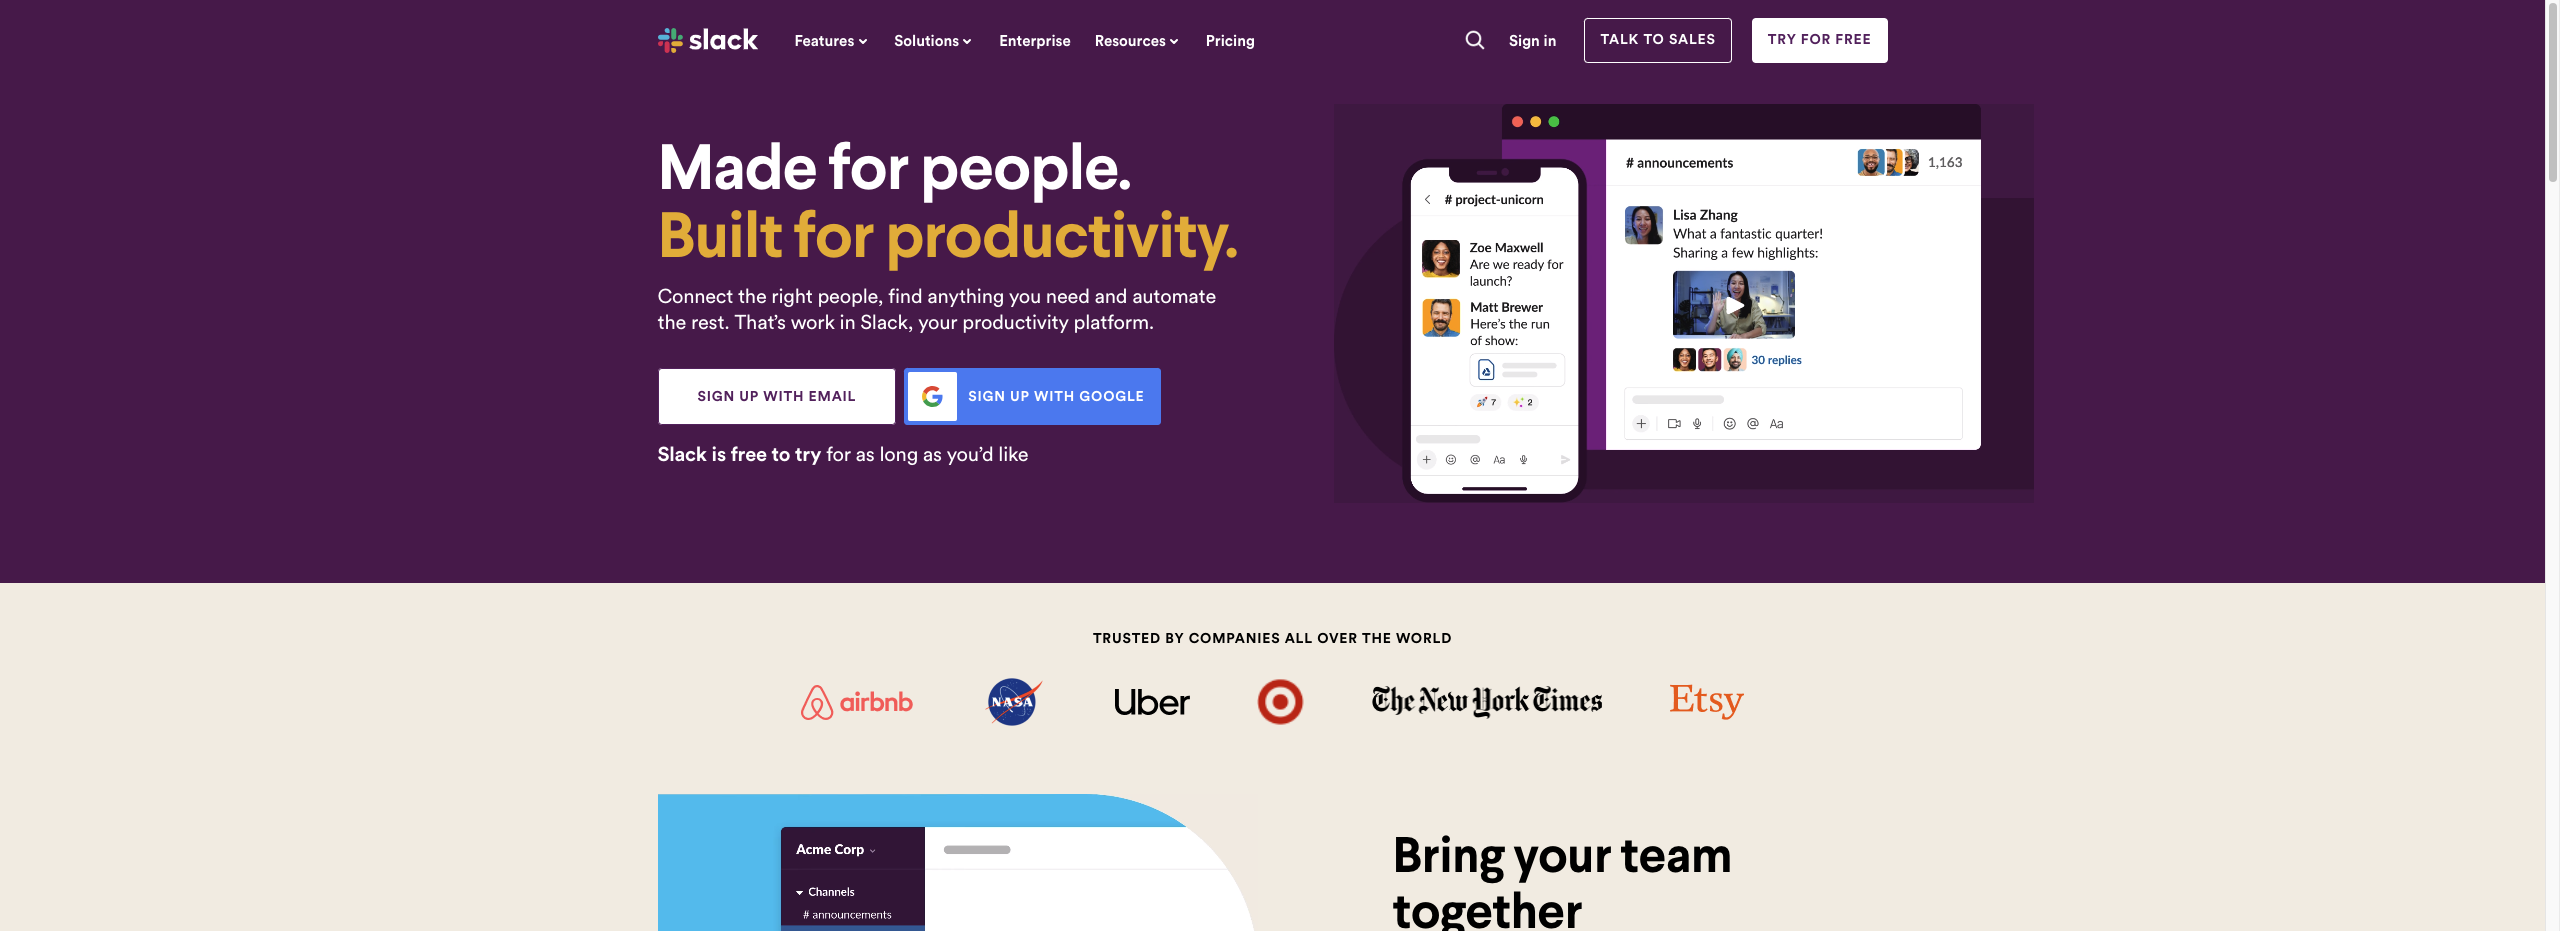 slack
Features
Solutions
Enterprise
Resources
Pricing
Sign in
TALK TO SALES
TRY FOR FREE
Made for people.
Built for productivity.
Connect the right people, find anything you need and automate
the rest. That’s work in Slack, your productivity platform.
SIGN UP WITH EMAIL
G SIGN UP WITH GOOGLE
Slack is free to try for as long as you’d like
# project-unicorn
Zoe Maxwell
Are we ready for
launch?
Matt Brewer
Here’s the run
of show:
7
2
@ Aa
# announcements
1,163
Lisa Zhang
What a fantastic quarter!
Sharing a few highlights:
30 replies
@ Aa
TRUSTED BY COMPANIES ALL OVER THE WORLD
airbnb
NASA
Uber
The New York Times
Etsy
Acme Corp
Channels
# announcements
Bring your team
together